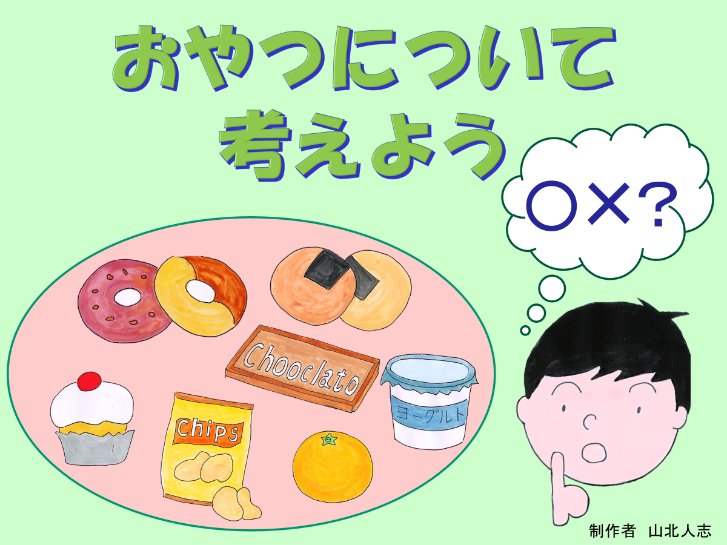 おやつについて
考えよう
○×？
Chooclato
ヨーグルト
Chips
制作者 山北人志